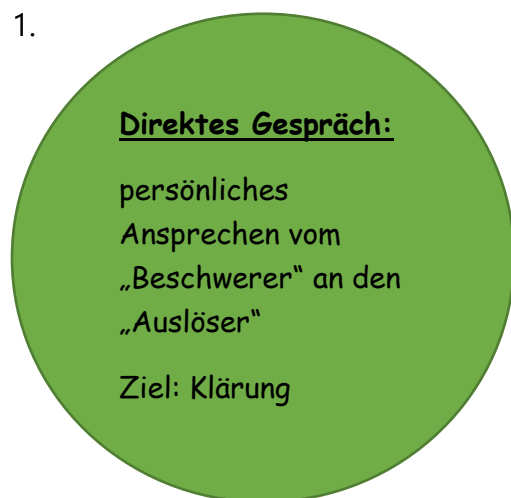 1.
Direktes Gespräch:
persönliches
Ansprechen vom
„Beschwerer“ an den
„Auslöser“
Ziel: Klärung